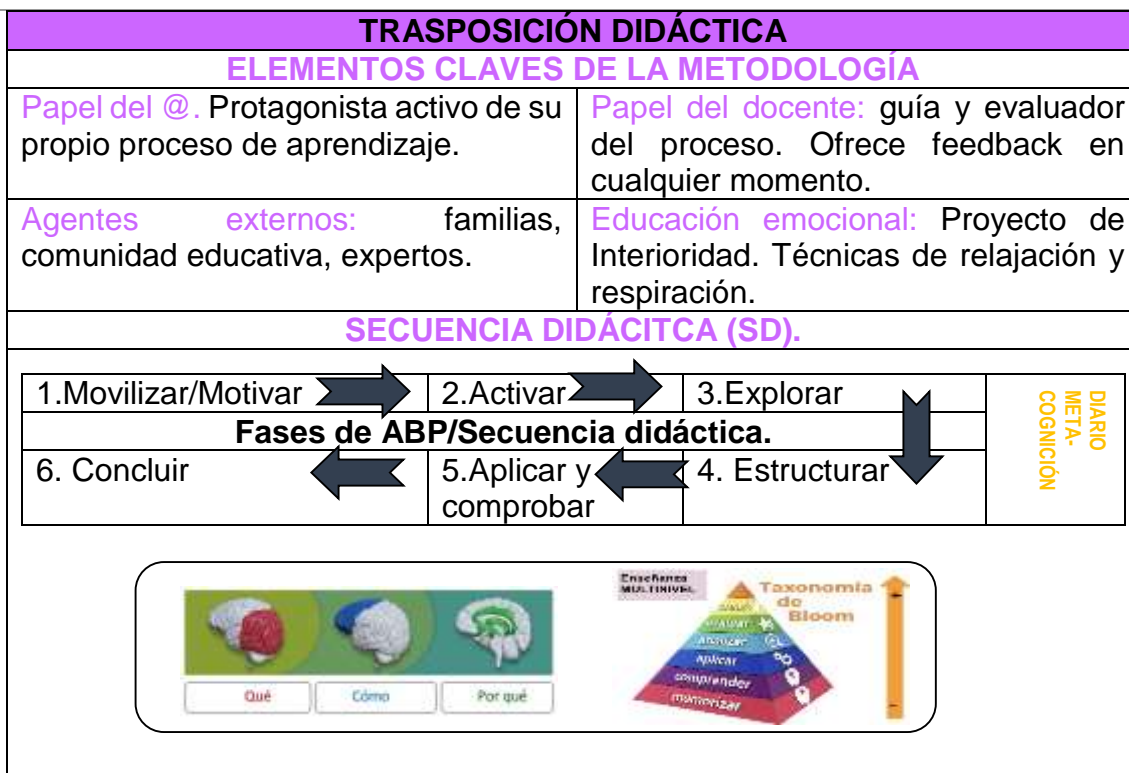 TRASPOSICIÓN DIDÁCTICA
ELEMENTOS CLAVES DE LA METODOLOGÍA
Papel del @. Protagonista activo de su
propio proceso de aprendizaje.
Papel del docente: guía y evaluador
del proceso. Ofrece feedback en
cualquier momento.
Agentes externos: familias,
comunidad educativa, expertos.
Educación emocional: Proyecto de
Interioridad. Técnicas de relajación y
respiración.
SECUENCIA DIDÁCITCA (SD).
1.Movilizar/Motivar
2.Activar
3.Explorar
Fases de ABP/Secuencia didáctica.
6. Concluir
5.Aplicar y
comprobar
4. Estructurar
DIARIO
META-
COGNICIÓN
Qué
Cómo
Por qué
Enseñanza
MULTINIVEL
Taxonomía
de
Bloom
evaluar
analizar
aplicar
comprender
memorizar